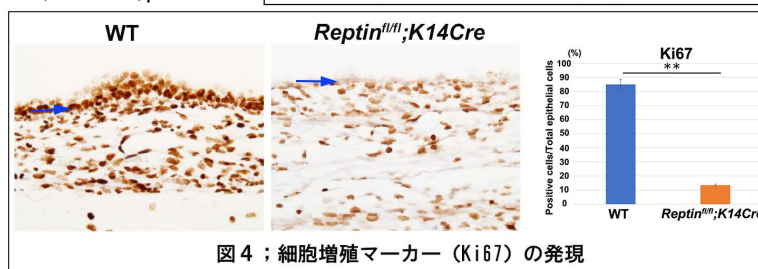 WT
Reptinfl/fl;K14Cre
(%)
Ki67
**
100
90
80
70
60
50
40
30
20
10
0
Positive cells/Total epithelial cells
WT
Reptinfl/fl;K14Cre
図4；細胞増殖マーカー（Ki67）の発現